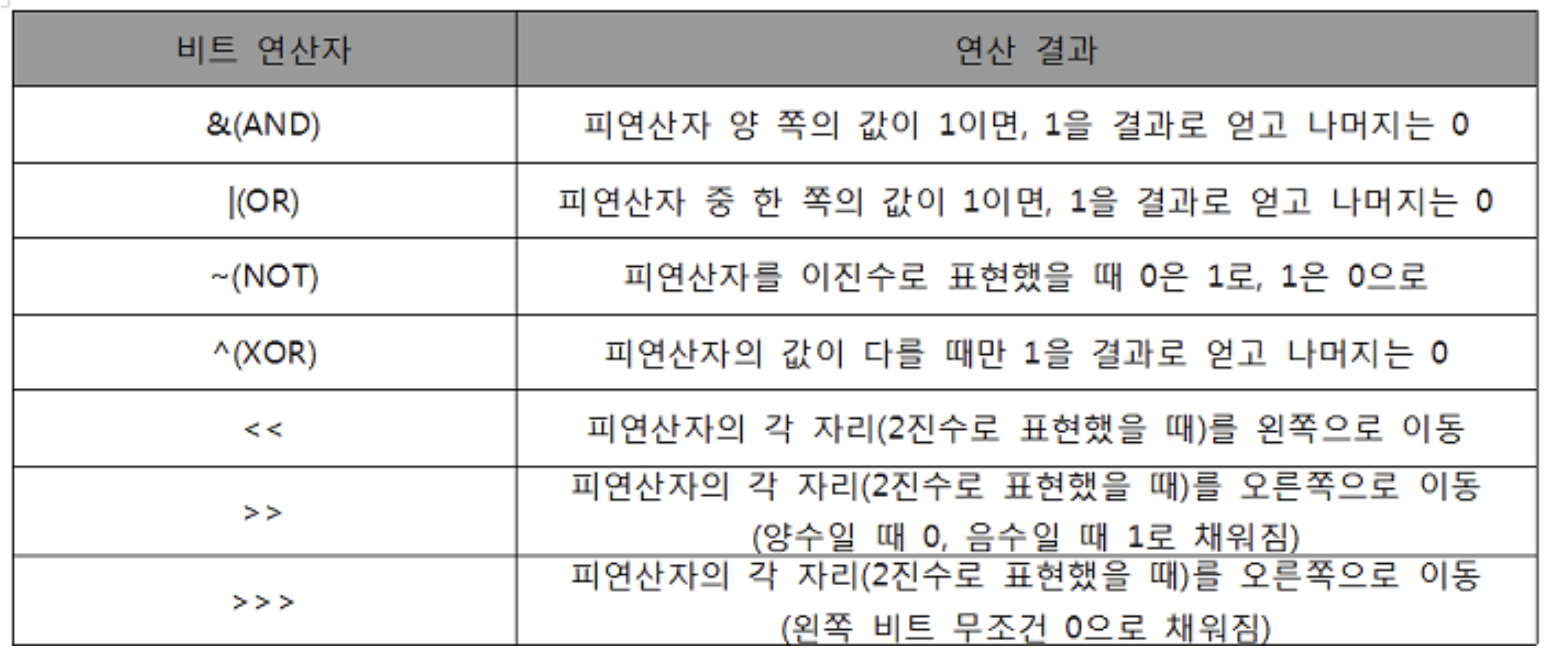 비트 연산자 연산 결과
&(AND) 피연산자 양 쪽의 값이 1이면, 1을 결과로 얻고 나머지는 0
|(OR) 피연산자 중 한 쪽의 값이 1이면, 1을 결과로 얻고 나머지는 0
~(NOT) 피연산자를 이진수로 표현했을 때 0은 1로, 1은 0으로
^(XOR) 피연산자의 값이 다를 때만 1을 결과로 얻고 나머지는 0
<< 피연산자의 각 자리(2진수로 표현했을 때)를 왼쪽으로 이동
>> 피연산자의 각 자리(2진수로 표현했을 때)를 오른쪽으로 이동
(양수일 때 0, 음수일 때 1로 채워짐)
>>> 피연산자의 각 자리(2진수로 표현했을 때)를 오른쪽으로 이동
(왼쪽 비트 무조건 0으로 채워짐)